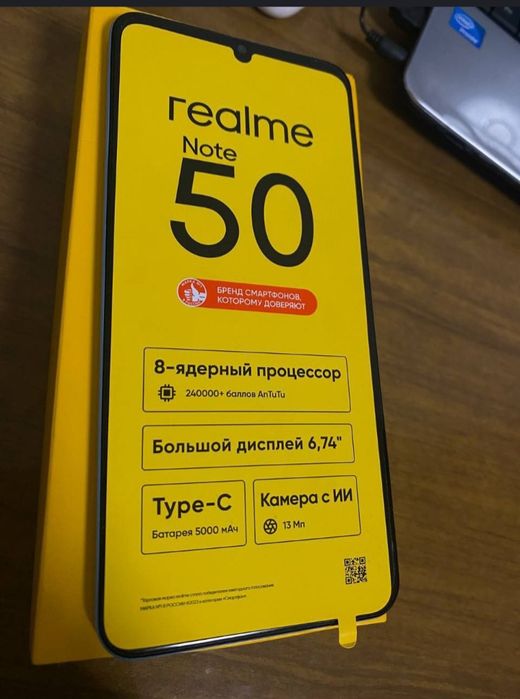 realme
Note
50
БРЕНД СМАРТФОНОВ,
КОТОРОМУ ДОВЕРЯЮТ
8-ядерный процессор
240000+ баллов AnTuTu
Большой дисплей 6,74"
Type-C
Батарея 5000 мАч
Камера с ИИ
13 Мп
intel